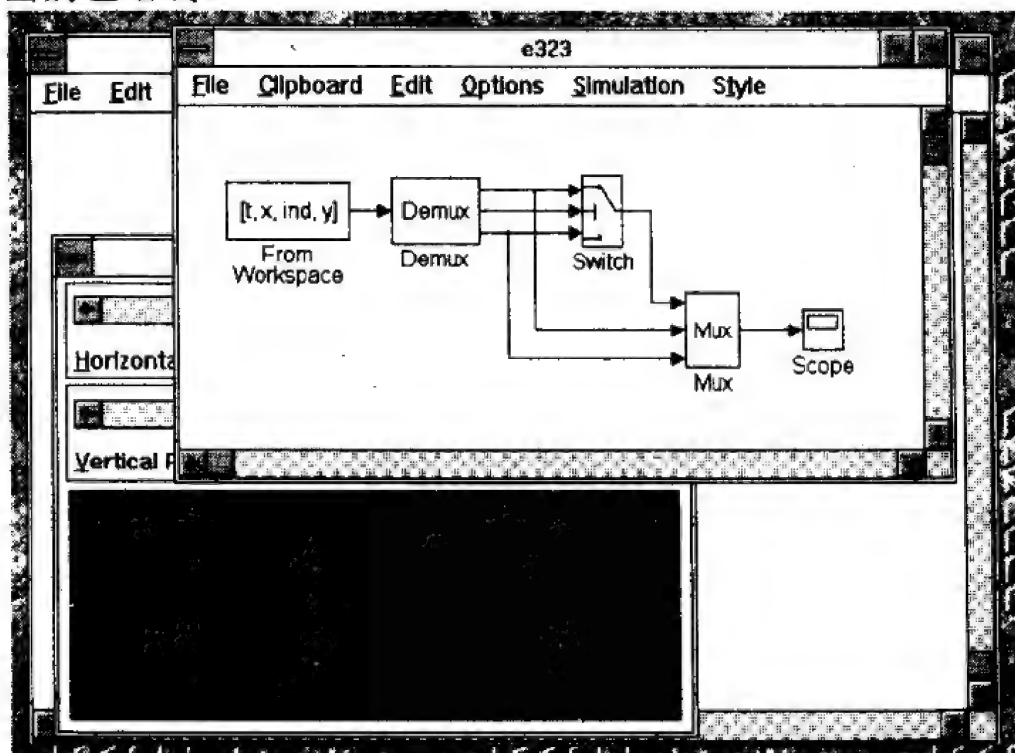 e323
File Edit
File Clipboard Edit Options Simulation Style
[t, x, ind, y]
From
Workspace
Demux
Demux
Switch
Mux
Mux
Scope
Horizonta
Vertical